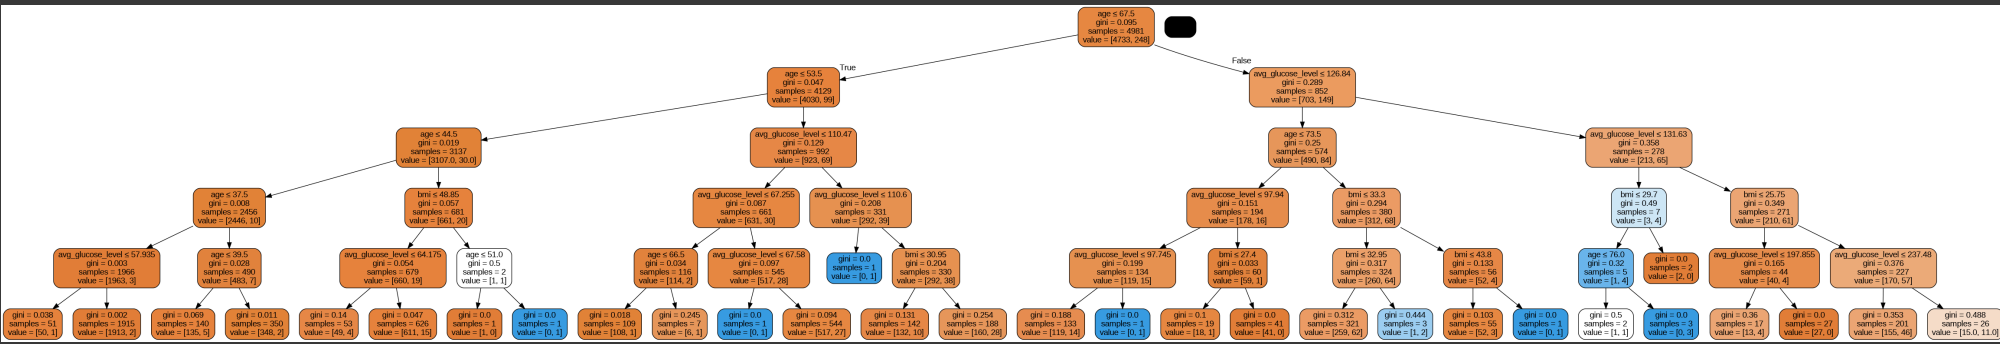 age ≤ 67.5
gini = 0.095
samples = 4981
value = [4733, 248]
True
False
age ≤ 53.5
gini = 0.047
samples = 4129
value = [4030, 99]
avg_glucose_level ≤ 126.84
gini = 0.289
samples = 852
value = [703, 149]
age ≤ 44.5
gini = 0.019
samples = 3137
value = [3107.0, 30.0]
avg_glucose_level ≤ 110.47
gini = 0.129
samples = 992
value = [923, 69]
age ≤ 73.5
gini = 0.25
samples = 574
value = [490, 84]
avg_glucose_level ≤ 131.63
gini = 0.358
samples = 278
value = [213, 65]
age ≤ 37.5
gini = 0.008
samples = 2456
value = [2446, 10]
bmi ≤ 48.85
gini = 0.057
samples = 681
value = [661, 20]
avg_glucose_level ≤ 67.255
gini = 0.087
samples = 661
value = [631, 30]
avg_glucose_level ≤ 110.6
gini = 0.208
samples = 331
value = [292, 39]
avg_glucose_level ≤ 97.94
gini = 0.151
samples = 194
value = [178, 16]
bmi ≤ 33.3
gini = 0.294
samples = 380
value = [312, 68]
bmi ≤ 29.7
gini = 0.49
samples = 7
value = [3, 4]
bmi ≤ 25.75
gini = 0.349
samples = 271
value = [210, 61]
avg_glucose_level ≤ 57.935
gini = 0.003
samples = 1966
value = [1963, 3]
age ≤ 39.5
gini = 0.028
samples = 490
value = [483, 7]
avg_glucose_level ≤ 64.175
gini = 0.054
samples = 679
value = [660, 19]
age ≤ 51.0
gini = 0.5
samples = 2
value = [1, 1]
age ≤ 66.5
gini = 0.034
samples = 116
value = [114, 2]
avg_glucose_level ≤ 67.58
gini = 0.097
samples = 545
value = [517, 28]
gini = 0.0
samples = 1
value = [0, 1]
bmi ≤ 30.95
gini = 0.204
samples = 330
value = [292, 38]
avg_glucose_level ≤ 97.745
gini = 0.199
samples = 134
value = [119, 15]
bmi ≤ 27.4
gini = 0.033
samples = 60
value = [59, 1]
bmi ≤ 32.95
gini = 0.317
samples = 324
value = [260, 64]
bmi ≤ 43.8
gini = 0.133
samples = 56
value = [52, 4]
age ≤ 76.0
gini = 0.32
samples = 5
value = [1, 4]
gini = 0.0
samples = 2
value = [2, 0]
avg_glucose_level ≤ 197.855
gini = 0.165
samples = 44
value = [40, 4]
avg_glucose_level ≤ 237.48
gini = 0.376
samples = 227
value = [170, 57]
gini = 0.038
samples = 51
value = [50, 1]
gini = 0.002
samples = 1915
value = [1913, 2]
gini = 0.069
samples = 140
value = [135, 5]
gini = 0.011
samples = 350
value = [348, 2]
gini = 0.14
samples = 53
value = [49, 4]
gini = 0.047
samples = 626
value = [611, 15]
gini = 0.0
samples = 1
value = [1, 0]
gini = 0.0
samples = 1
value = [0, 1]
gini = 0.018
samples = 109
value = [108, 1]
gini = 0.245
samples = 7
value = [6, 1]
gini = 0.0
samples = 1
value = [0, 1]
gini = 0.094
samples = 544
value = [517, 27]
gini = 0.131
samples = 142
value = [132, 10]
gini = 0.254
samples = 188
value = [160, 28]
gini = 0.188
samples = 133
value = [119, 14]
gini = 0.0
samples = 1
value = [0, 1]
gini = 0.1
samples = 19
value = [18, 1]
gini = 0.0
samples = 41
value = [41, 0]
gini = 0.312
samples = 321
value = [259, 62]
gini = 0.444
samples = 3
value = [1, 2]
gini = 0.103
samples = 55
value = [52, 3]
gini = 0.0
samples = 1
value = [0, 1]
gini = 0.5
samples = 2
value = [1, 1]
gini = 0.0
samples = 3
value = [0, 3]
gini = 0.36
samples = 17
value = [13, 4]
gini = 0.0
samples = 27
value = [27, 0]
gini = 0.353
samples = 201
value = [155, 46]
gini = 0.488
samples = 26
value = [15.0, 11.0]